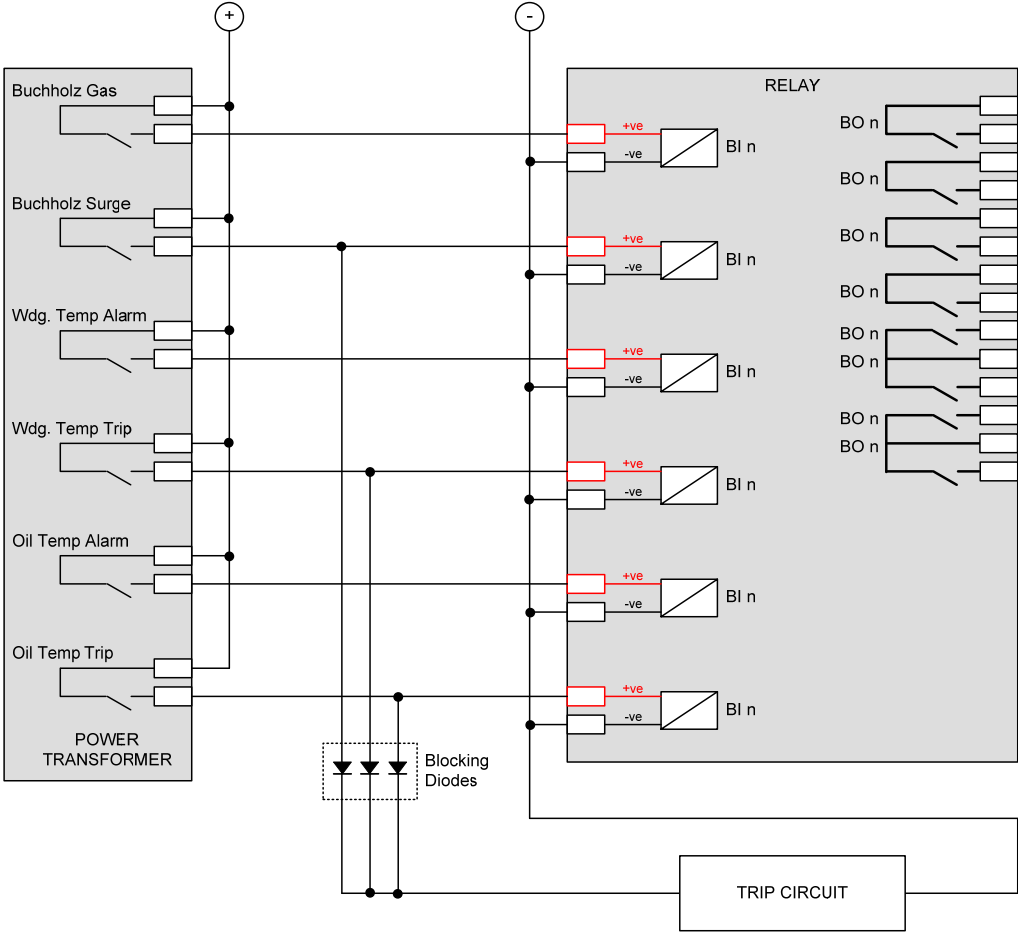 +
-
Buchholz Gas
Buchholz Surge
Wdg. Temp Alarm
Wdg. Temp Trip
Oil Temp Alarm
Oil Temp Trip
POWER
TRANSFORMER
Blocking
Diodes
RELAY
+ve
-ve
BI n
+ve
-ve
BI n
+ve
-ve
BI n
+ve
-ve
BI n
+ve
-ve
BI n
+ve
-ve
BI n
BO n
BO n
BO n
BO n
BO n
BO n
BO n
BO n
TRIP CIRCUIT